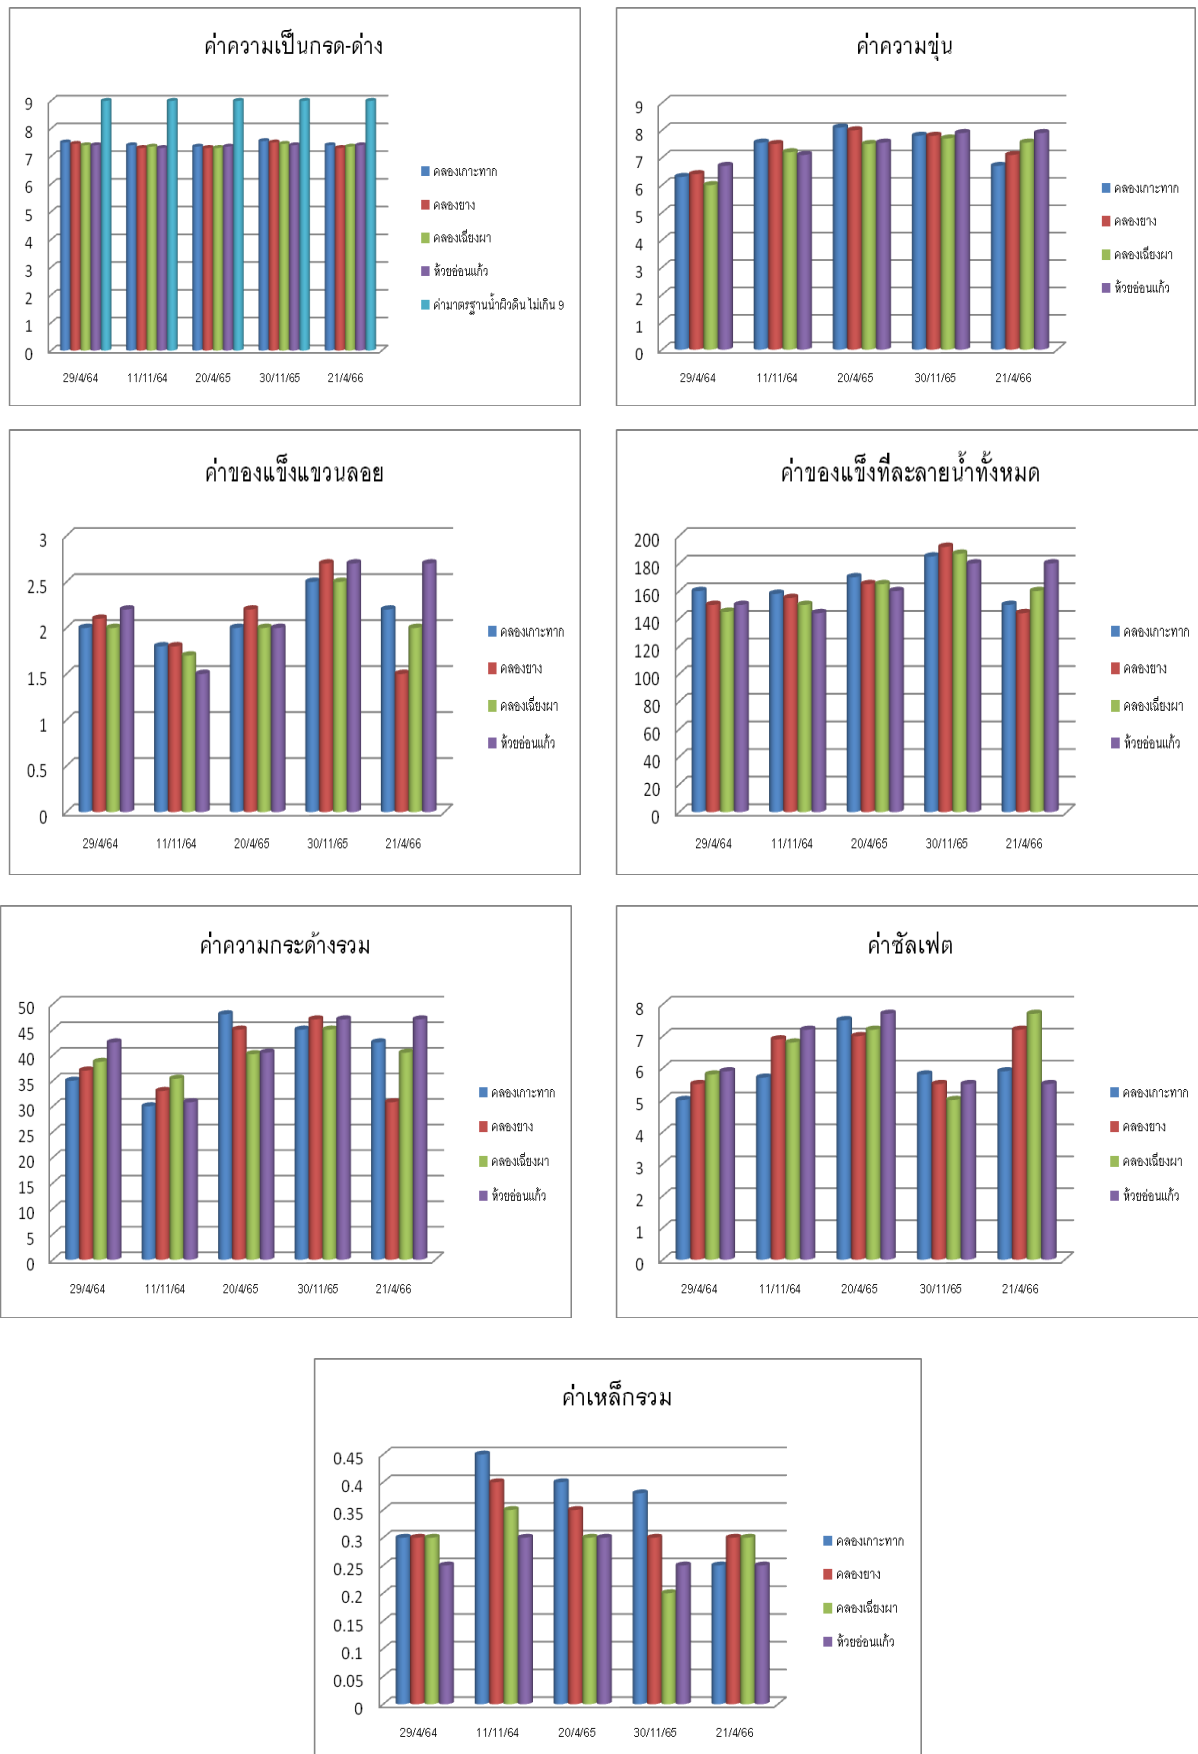 ค่าความเป็นกรด-ด่าง
9
8
7
6
5
4
3
2
1
0
29/4/64 11/11/64 20/4/65 30/11/65 21/4/66
คลองเกาะทาก
คลองยาง
คลองเฉียงผา
ห้วยอ่อนแก้ว
ค่ามาตรฐานน้ำผิวดิน ไม่เกิน 9
ค่าความขุ่น
9
8
7
6
5
4
3
2
1
0
29/4/64 11/11/64 20/4/65 30/11/65 21/4/66
คลองเกาะทาก
คลองยาง
คลองเฉียงผา
ห้วยอ่อนแก้ว
ค่าของแข็งแขวนลอย
3
2.5
2
1.5
1
0.5
0
29/4/64 11/11/64 20/4/65 30/11/65 21/4/66
คลองเกาะทาก
คลองยาง
คลองเฉียงผา
ห้วยอ่อนแก้ว
ค่าของแข็งที่ละลายน้ำทั้งหมด
200
180
160
140
120
100
80
60
40
20
0
29/4/64 11/11/64 20/4/65 30/11/65 21/4/66
คลองเกาะทาก
คลองยาง
คลองเฉียงผา
ห้วยอ่อนแก้ว
ค่าความกระด้างรวม
50
45
40
35
30
25
20
15
10
5
0
29/4/64 11/11/64 20/4/65 30/11/65 21/4/66
คลองเกาะทาก
คลองยาง
คลองเฉียงผา
ห้วยอ่อนแก้ว
ค่าซัลเฟต
8
7
6
5
4
3
2
1
0
29/4/64 11/11/64 20/4/65 30/11/65 21/4/66
คลองเกาะทาก
คลองยาง
คลองเฉียงผา
ห้วยอ่อนแก้ว
ค่าเหล็กรวม
0.45
0.4
0.35
0.3
0.25
0.2
0.15
0.1
0.05
0
29/4/64 11/11/64 20/4/65 30/11/65 21/4/66
คลองเกาะทาก
คลองยาง
คลองเฉียงผา
ห้วยอ่อนแก้ว